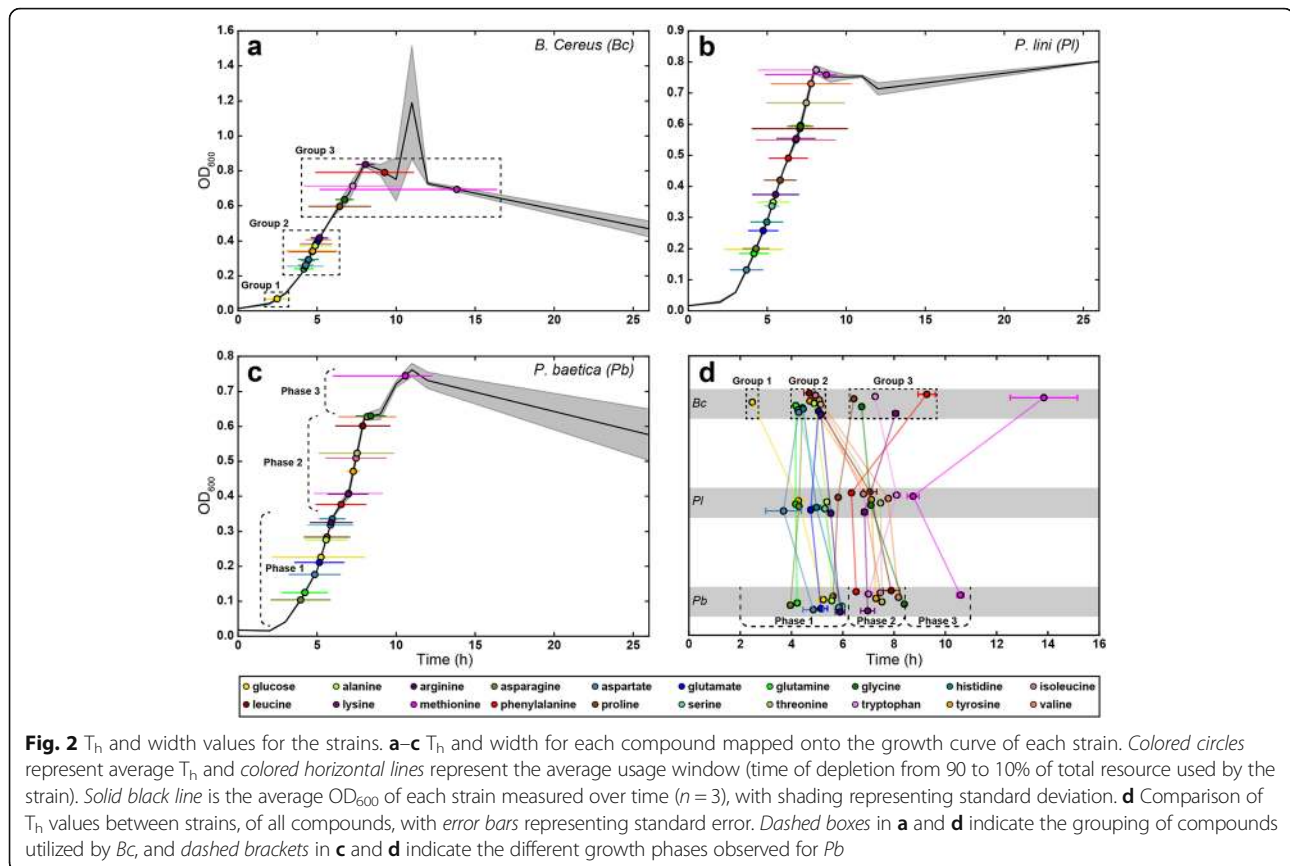 a
B. Cereus (Bc)
1.6
1.4
1.2
1.0
0.8
0.6
0.4
0.2
0.0
OD600
Group 3
Group 2
Group 1
0
5
10
15
20
25
b
P. lini (Pl)
0.9
0.8
0.7
0.6
0.5
0.4
0.3
0.2
0.1
0.0
0
5
10
15
20
25
c
P. baetica (Pb)
0.8
0.7
0.6
0.5
0.4
0.3
0.2
0.1
0.0
OD600
Phase 3
Phase 2
Phase 1
0
5
10
15
20
25
Time (h)
d
Group 1
Group 2
Group 3
Bc
Pl
Pb
Phase 1
Phase 2
Phase 3
0
2
4
6
8
10
12
14
16
Time (h)
glucose alanine arginine asparagine aspartate glutamate glutamine glycine histidine isoleucine
leucine lysine methionine phenylalanine proline serine threonine tryptophan tyrosine valine
Fig. 2 Th and width values for the strains. a–c Th and width for each compound mapped onto the growth curve of each strain. Colored circles
represent average Th and colored horizontal lines represent the average usage window (time of depletion from 90 to 10% of total resource used by the
strain). Solid black line is the average OD600 of each strain measured over time (n = 3), with shading representing standard deviation. d Comparison of
Th values between strains, of all compounds, with error bars representing standard error. Dashed boxes in a and d indicate the grouping of compounds
utilized by Bc, and dashed brackets in c and d indicate the different growth phases observed for Pb